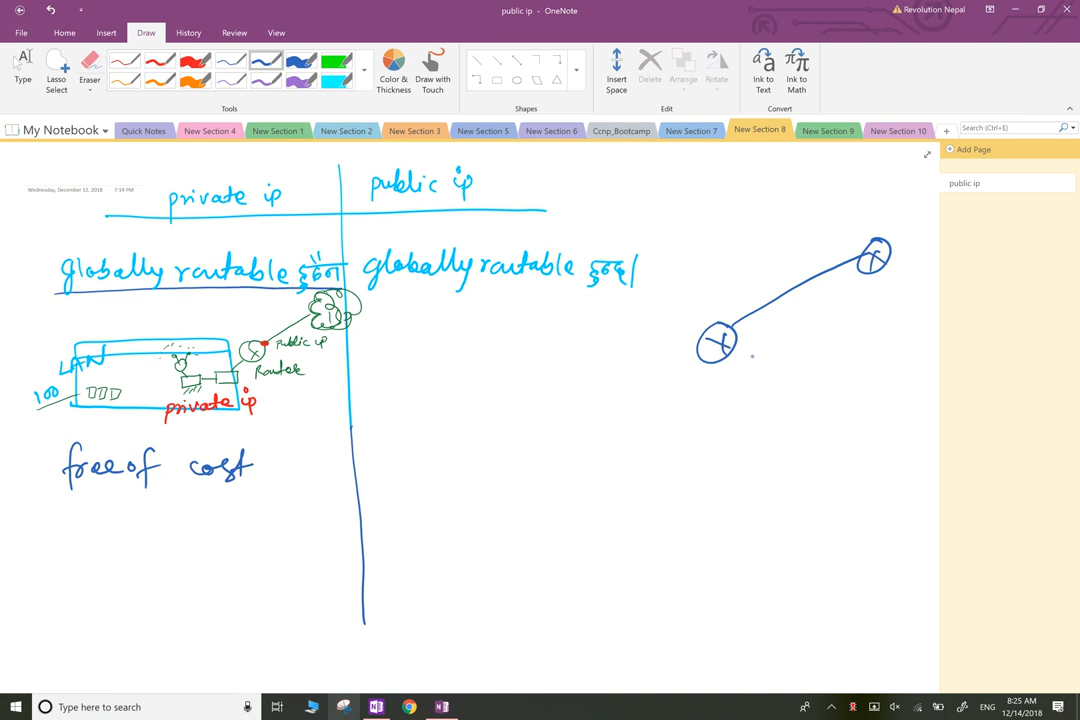 public ip - OneNote
Revolution Nepal
File
Home
Insert
Draw
History
Review
View
Type
Lasso Select
Eraser
Color & Thickness
Draw with Touch
Insert Space
Delete
Arrange
Rotate
Ink to Text
Ink to Math
Tools
Shapes
Edit
Convert
My Notebook
Quick Notes
New Section 4
New Section 1
New Section 2
New Section 3
New Section 5
New Section 6
Ccnp_Bootcamp
New Section 7
New Section 8
New Section 9
New Section 10
Search (Ctrl+E)
Add Page
public ip
Wednesday, December 12, 2018
7:14 PM
private ip
public ip
globally routable हुँदैन
globally routable हुन्छ।
public ip
Router
LAN
100
private ip
free of cost
Type here to search
ENG
8:25 AM
12/14/2018